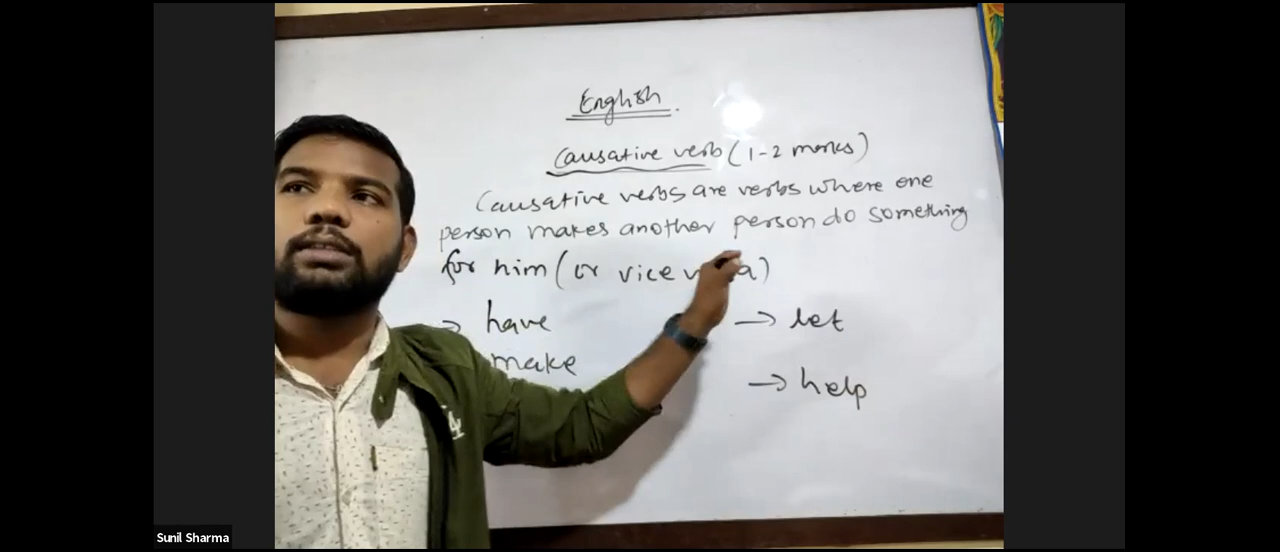 English.
Causative verb (1-2 marks)
Causative verbs are verbs where one
person makes another person do something
for him (or vice
→ have → let
make
→ help
Sunil Sharma